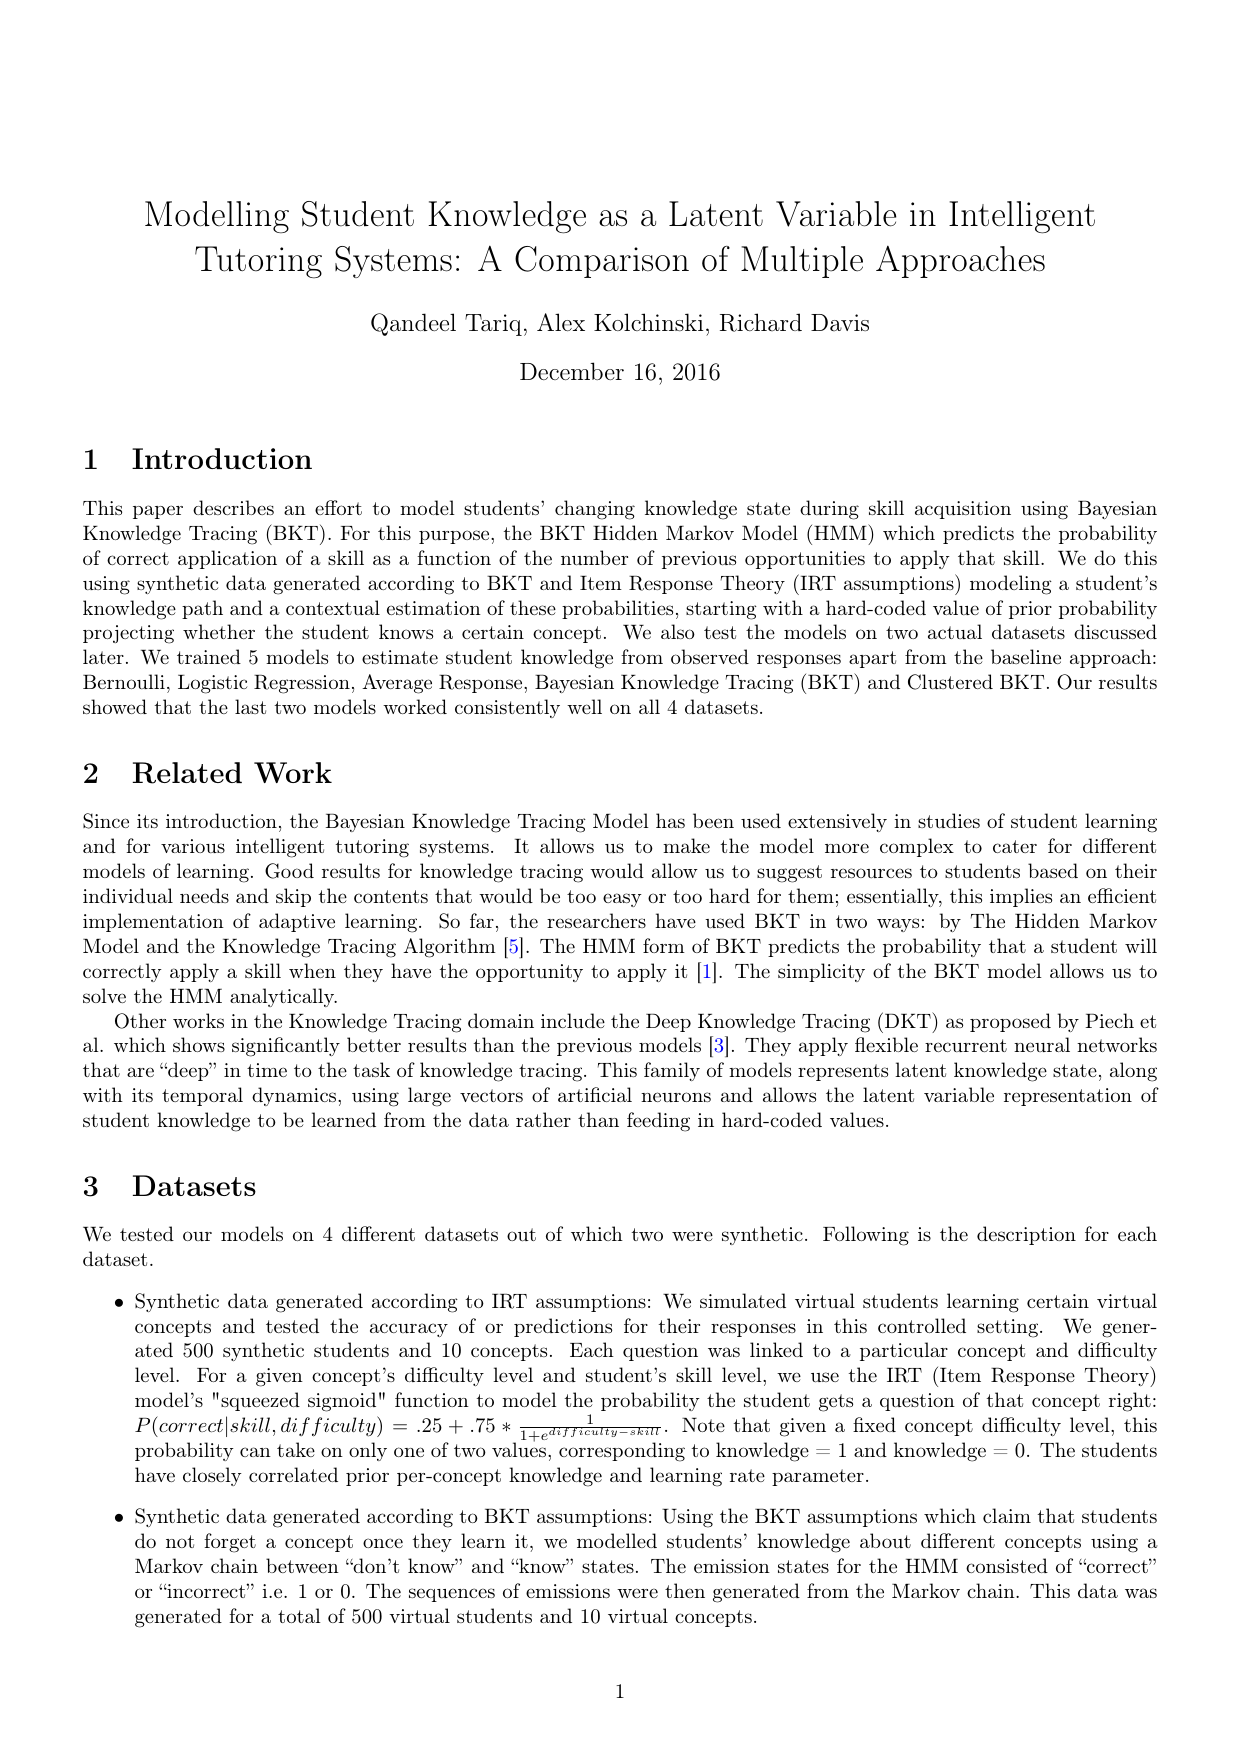 Modelling Student Knowledge as a Latent Variable in Intelligent
Tutoring Systems: A Comparison of Multiple Approaches
Qandeel Tariq, Alex Kolchinski, Richard Davis
December 16, 2016
1 Introduction
This paper describes an effort to model students' changing knowledge state during skill acquisition using Bayesian
Knowledge Tracing (BKT). For this purpose, the BKT Hidden Markov Model (HMM) which predicts the probability
of correct application of a skill as a function of the number of previous opportunities to apply that skill. We do this
using synthetic data generated according to BKT and Item Response Theory (IRT assumptions) modeling a student's
knowledge path and a contextual estimation of these probabilities, starting with a hard-coded value of prior probability
projecting whether the student knows a certain concept. We also test the models on two actual datasets discussed
later. We trained 5 models to estimate student knowledge from observed responses apart from the baseline approach:
Bernoulli, Logistic Regression, Average Response, Bayesian Knowledge Tracing (BKT) and Clustered BKT. Our results
showed that the last two models worked consistently well on all 4 datasets.
2 Related Work
Since its introduction, the Bayesian Knowledge Tracing Model has been used extensively in studies of student learning
and for various intelligent tutoring systems. It allows us to make the model more complex to cater for different
models of learning. Good results for knowledge tracing would allow us to suggest resources to students based on their
individual needs and skip the contents that would be too easy or too hard for them; essentially, this implies an efficient
implementation of adaptive learning. So far, the researchers have used BKT in two ways: by The Hidden Markov
Model and the Knowledge Tracing Algorithm [5]. The HMM form of BKT predicts the probability that a student will
correctly apply a skill when they have the opportunity to apply it [1]. The simplicity of the BKT model allows us to
solve the HMM analytically.
Other works in the Knowledge Tracing domain include the Deep Knowledge Tracing (DKT) as proposed by Piech et
al. which shows significantly better results than the previous models [3]. They apply flexible recurrent neural networks
that are “deep” in time to the task of knowledge tracing. This family of models represents latent knowledge state, along
with its temporal dynamics, using large vectors of artificial neurons and allows the latent variable representation of
student knowledge to be learned from the data rather than feeding in hard-coded values.
3 Datasets
We tested our models on 4 different datasets out of which two were synthetic. Following is the description for each
dataset.
• Synthetic data generated according to IRT assumptions: We simulated virtual students learning certain virtual
concepts and tested the accuracy of or predictions for their responses in this controlled setting. We gener-
ated 500 synthetic students and 10 concepts. Each question was linked to a particular concept and difficulty
level. For a given concept's difficulty level and student's skill level, we use the IRT (Item Response Theory)
model's "squeezed sigmoid" function to model the probability the student gets a question of that concept right:
P(correct|skill, difficulty) = .25 + .75 ∗ 1/(1+e^(difficulty−skill)). Note that given a fixed concept difficulty level, this
probability can take on only one of two values, corresponding to knowledge = 1 and knowledge = 0. The students
have closely correlated prior per-concept knowledge and learning rate parameter.
• Synthetic data generated according to BKT assumptions: Using the BKT assumptions which claim that students
do not forget a concept once they learn it, we modelled students' knowledge about different concepts using a
Markov chain between “don't know” and “know” states. The emission states for the HMM consisted of “correct”
or “incorrect” i.e. 1 or 0. The sequences of emissions were then generated from the Markov chain. This data was
generated for a total of 500 virtual students and 10 virtual concepts.
1